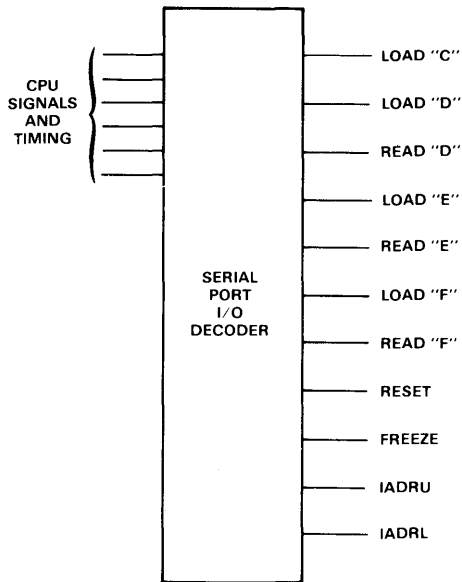 CPU
SIGNALS
AND
TIMING
SERIAL
PORT
I/O
DECODER
LOAD "C"
LOAD "D"
READ "D"
LOAD "E"
READ "E"
LOAD "F"
READ "F"
RESET
FREEZE
IADRU
IADRL